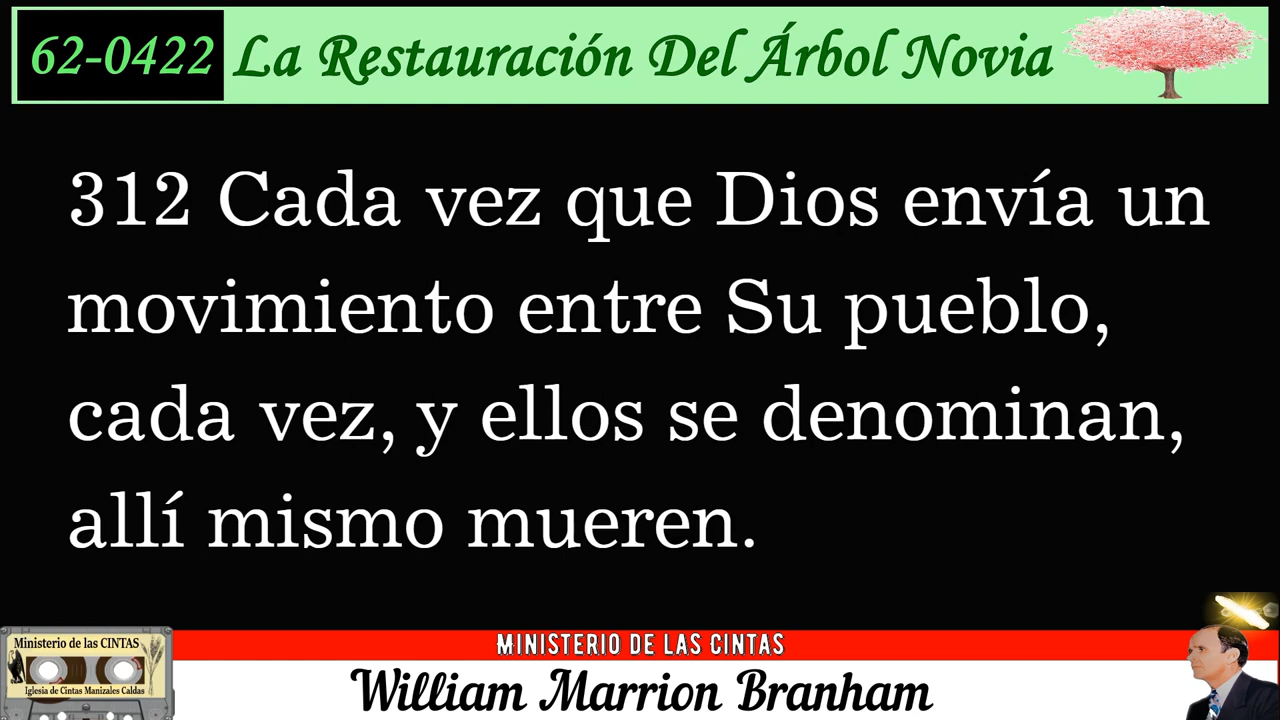 62-0422 La Restauración Del Árbol Novia
312 Cada vez que Dios envía un
movimiento entre Su pueblo,
cada vez, y ellos se denominan,
allí mismo mueren.
MINISTERIO DE LAS CINTAS
Ministerio de las CINTAS
Iglesia de Cintas Manizales Caldas
William Marrion Branham